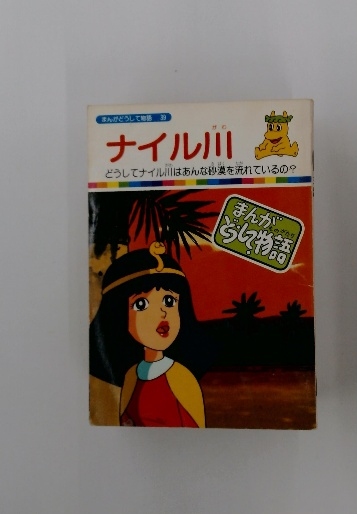 まんがどうして物語 39
ナイル川
どうしてナイル川はあんな砂漠を流れているの?
まんが
どうして物語